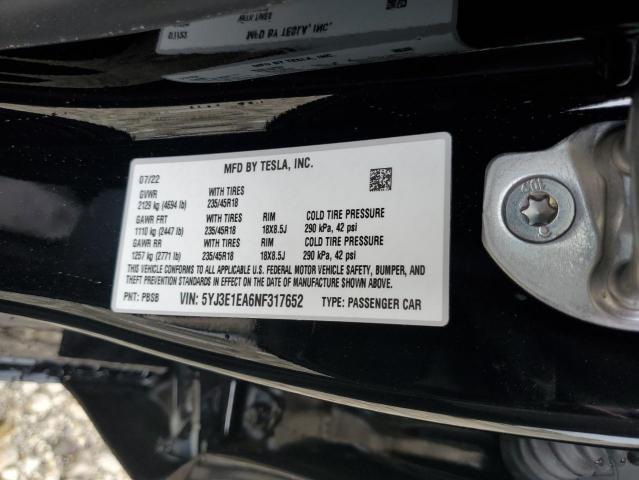 MFD BY TESLA, INC.
07/22
GVWR WITH TIRES
2129 kg (4694 lb) 235/45R18
GAWR FRT WITH TIRES RIM COLD TIRE PRESSURE
1110 kg (2447 lb) 235/45R18 18X8.5J 290 kPa, 42 psi
GAWR RR WITH TIRES RIM COLD TIRE PRESSURE
1257 kg (2771 lb) 235/45R18 18X8.5J 290 kPa, 42 psi
THIS VEHICLE CONFORMS TO ALL APPLICABLE U.S. FEDERAL MOTOR VEHICLE SAFETY, BUMPER, AND
THEFT PREVENTION STANDARDS IN EFFECT ON THE DATE OF MANUFACTURE SHOWN ABOVE.
PNT: PBSB VIN: 5YJ3E1EA6NF317652 TYPE: PASSENGER CAR